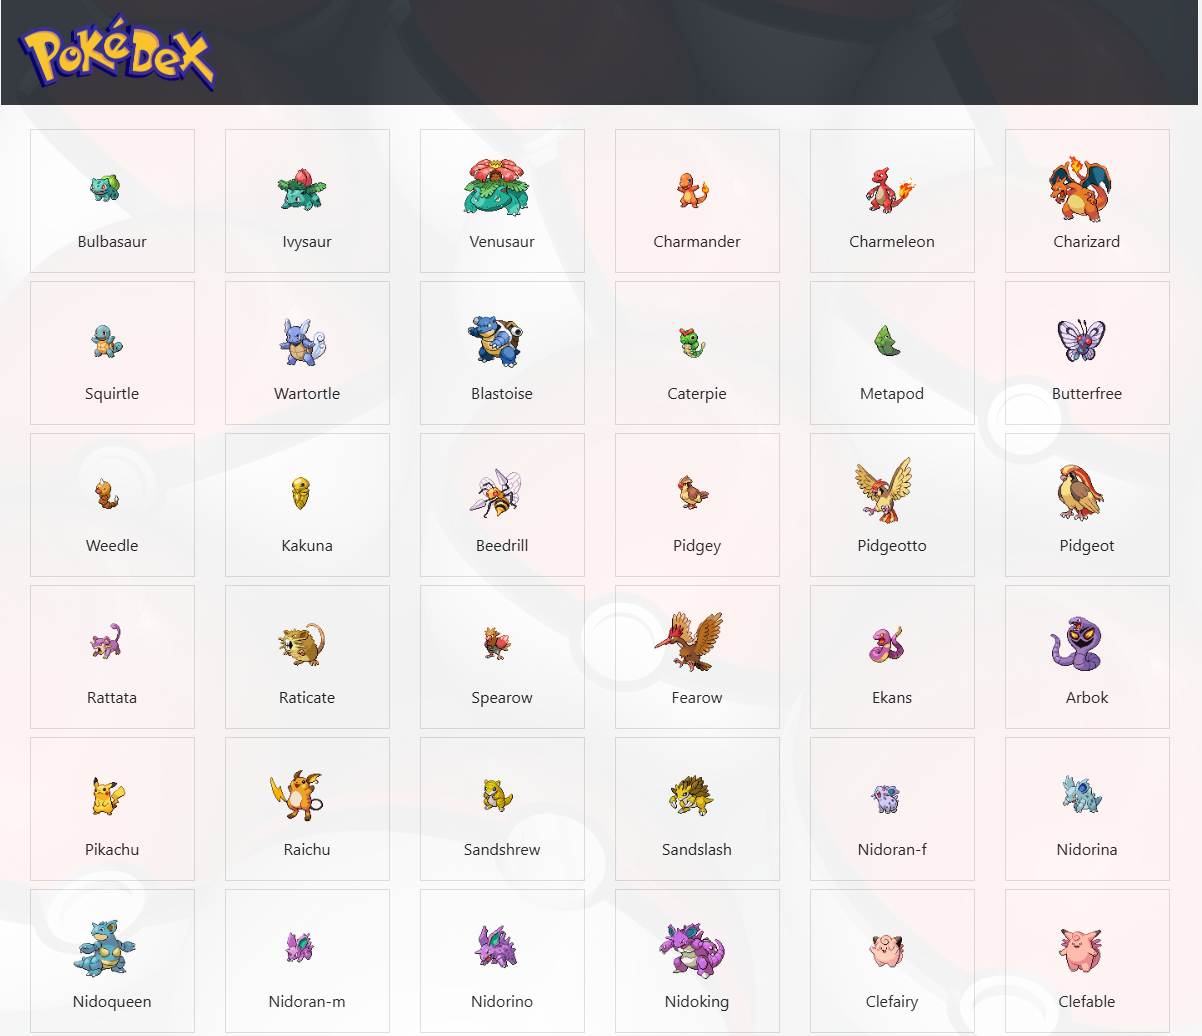 PoKéDeX
Bulbasaur
Ivysaur
Venusaur
Charmander
Charmeleon
Charizard
Squirtle
Wartortle
Blastoise
Caterpie
Metapod
Butterfree
Weedle
Kakuna
Beedrill
Pidgey
Pidgeotto
Pidgeot
Rattata
Raticate
Spearow
Fearow
Ekans
Arbok
Pikachu
Raichu
Sandshrew
Sandslash
Nidoran-f
Nidorina
Nidoqueen
Nidoran-m
Nidorino
Nidoking
Clefairy
Clefable